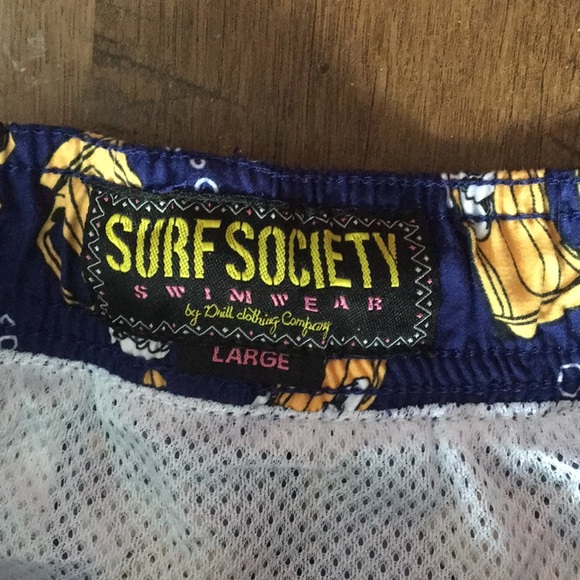 SURF SOCIETY
SWIMWEAR
by Drill clothing Company
LARGE